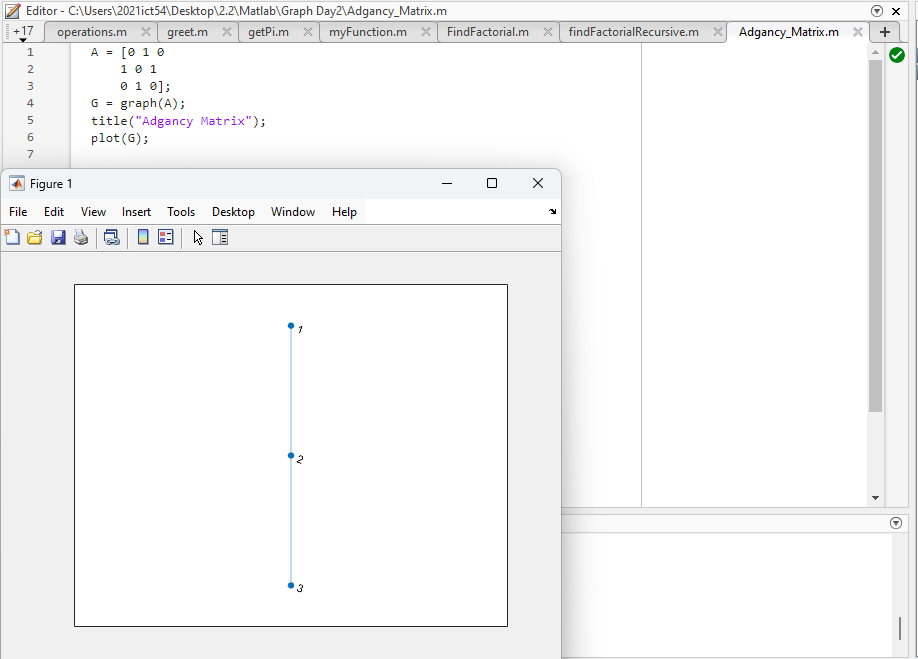 Editor - C:\Users\2021ict54\Desktop\2.2\Matlab\Graph Day2\Adgancy_Matrix.m
+17 operations.m greet.m getPi.m myFunction.m FindFactorial.m findFactorialRecursive.m Adgancy_Matrix.m
1 A = [0 1 0
2 1 0 1
3 0 1 0];
4 G = graph(A);
5 title("Adgancy Matrix");
6 plot(G);
7
Figure 1
File Edit View Insert Tools Desktop Window Help
1
2
3